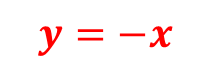 y = −x